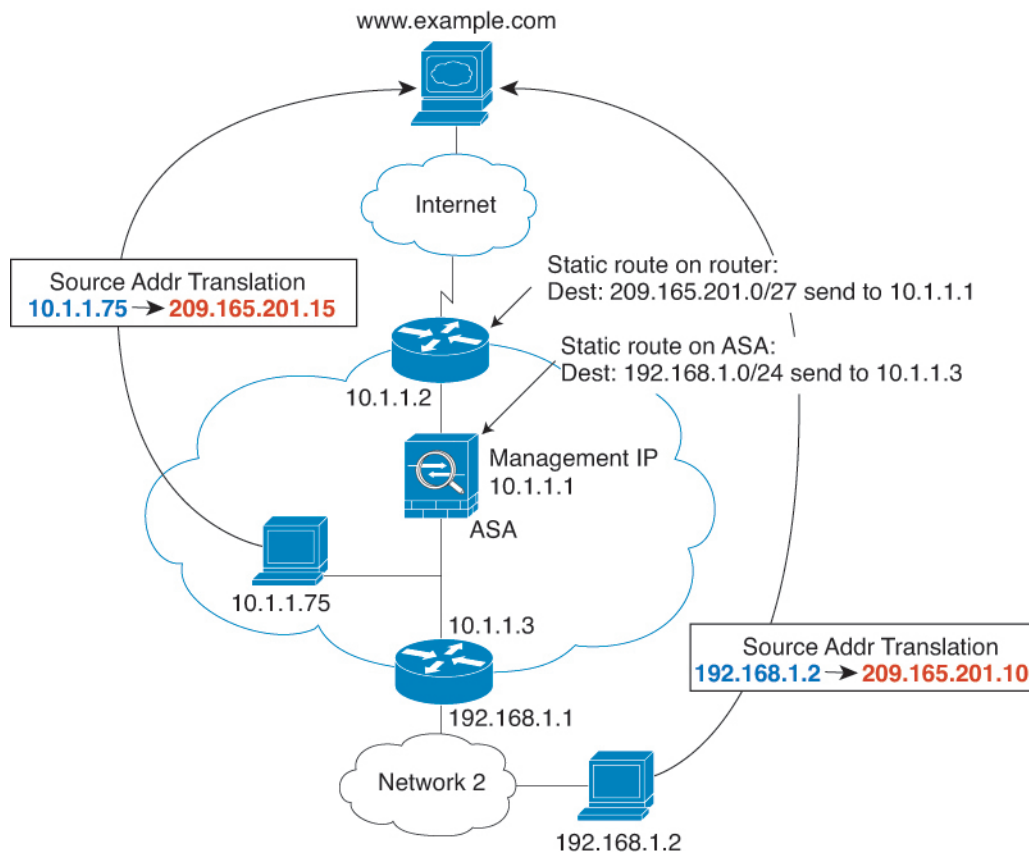 www.example.com
Internet
Source Addr Translation
10.1.1.75 → 209.165.201.15
Static route on router:
Dest: 209.165.201.0/27 send to 10.1.1.1
Static route on ASA:
Dest: 192.168.1.0/24 send to 10.1.1.3
10.1.1.2
Management IP
10.1.1.1
ASA
10.1.1.75
10.1.1.3
Source Addr Translation
192.168.1.2 → 209.165.201.10
192.168.1.1
Network 2
192.168.1.2